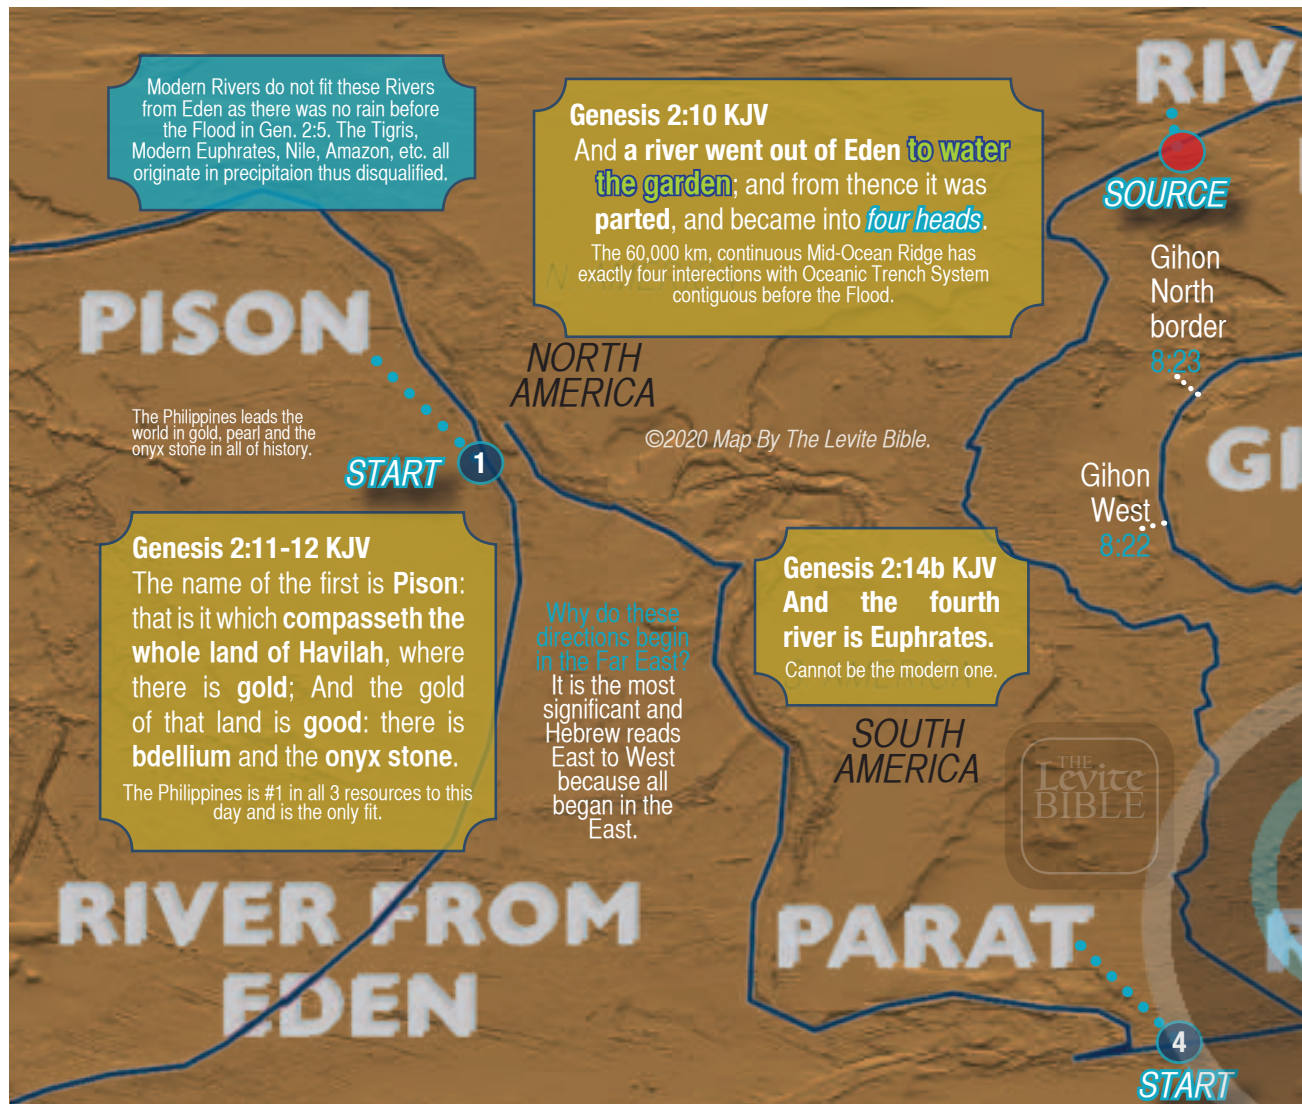 Modern Rivers do not fit these Rivers
from Eden as there was no rain before
the Flood in Gen. 2:5. The Tigris,
Modern Euphrates, Nile, Amazon, etc. all
originate in precipitaion thus disqualified.
Genesis 2:10 KJV
And a river went out of Eden to water
the garden; and from thence it was
parted, and became into four heads.
The 60,000 km, continuous Mid-Ocean Ridge has
exactly four interections with Oceanic Trench System
contiguous before the Flood.
RIV
SOURCE
Gihon
North
border
8:23
PISON
NORTH
AMERICA
The Philippines leads the
world in gold, pearl and the
onyx stone in all of history.
START
1
©2020 Map By The Levite Bible.
GI
Gihon
West
8:22
Genesis 2:11-12 KJV
The name of the first is Pison:
that is it which compasseth the
whole land of Havilah, where
there is gold; And the gold
of that land is good: there is
bdellium and the onyx stone.
The Philippines is #1 in all 3 resources to this
day and is the only fit.
Why do these
directions begin
in the Far East?
It is the most
significant and
Hebrew reads
East to West
because all
began in the
East.
Genesis 2:14b KJV
And the fourth
river is Euphrates.
Cannot be the modern one.
SOUTH
AMERICA
THE
Levite
BIBLE
RIVER FROM
EDEN
PARAT
R
4
START